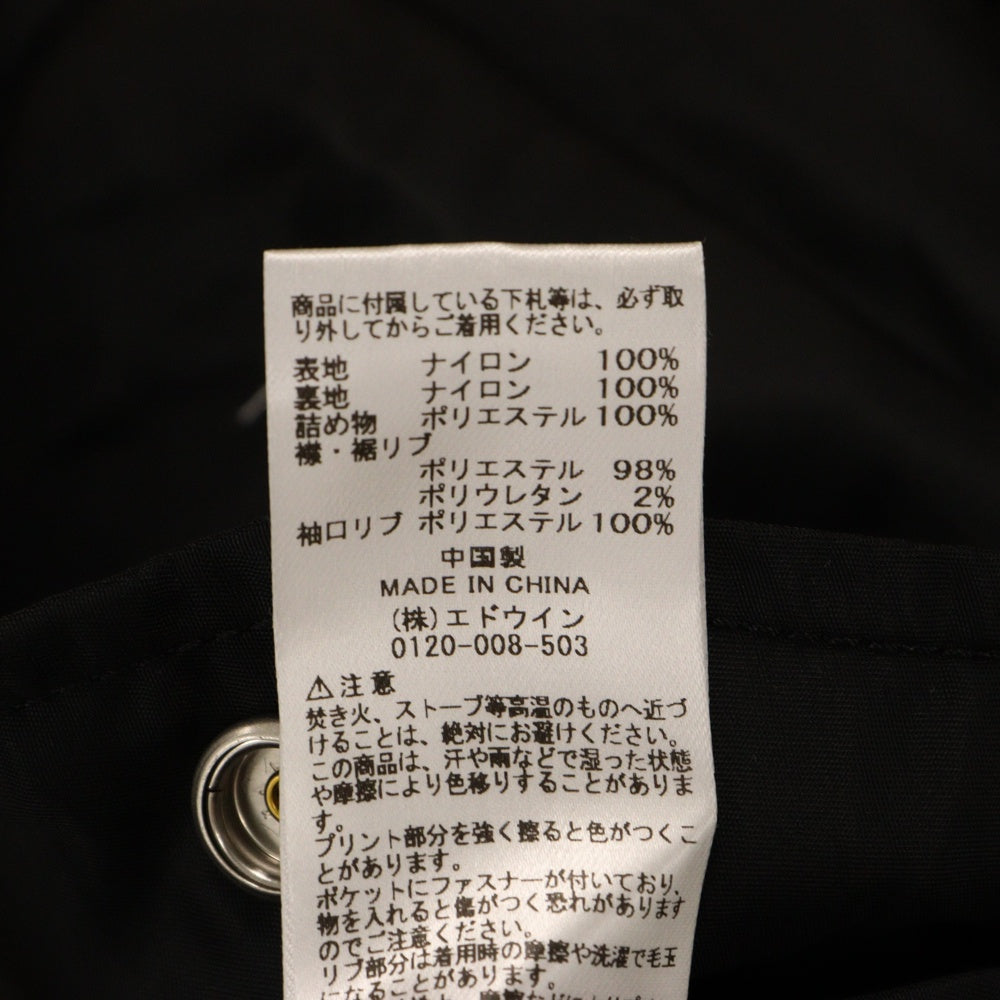 商品に付属している下札等は、必ず取
り外してからご着用ください。
表地 ナイロン 100%
裏地 ナイロン 100%
詰め物 ポリエステル 100%
襟・裾リブ
ポリエステル 98%
ポリウレタン 2%
袖口リブ ポリエステル 100%
中国製
MADE IN CHINA
(株)エドウイン
0120-008-503
⚠注意
焚き火、ストーブ等高温のものへ近づ
けることは、絶対にお避けください。
この商品は、汗や雨などで湿った状態
や摩擦により色移りすることがありま
す。
プリント部分を強く擦ると色がつくこ
とがあります。
ポケットにファスナーが付いており、
物を入れると傷がつく恐れがあります
のでご注意ください。
リブ部分は着用時の摩擦や洗濯で毛玉
になることがあります。